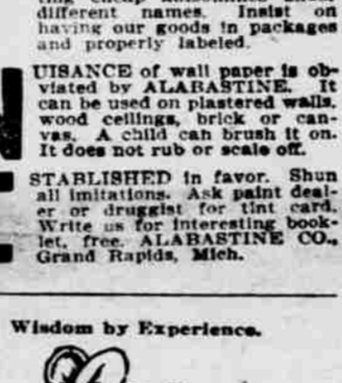 different names. Insist on
having our goods in packages
and properly labeled.
NUISANCE of wall paper is ob-
viated by ALABASTINE. It
can be used on plastered walls,
wood ceilings, brick or can-
vas. A child can brush it on.
It does not rub or scale off.
ESTABLISHED in favor. Shun
all imitations. Ask paint deal-
er or druggist for tint card.
Write us for interesting book-
let, free. ALABASTINE CO.,
Grand Rapids, Mich.
Wisdom by Experience.